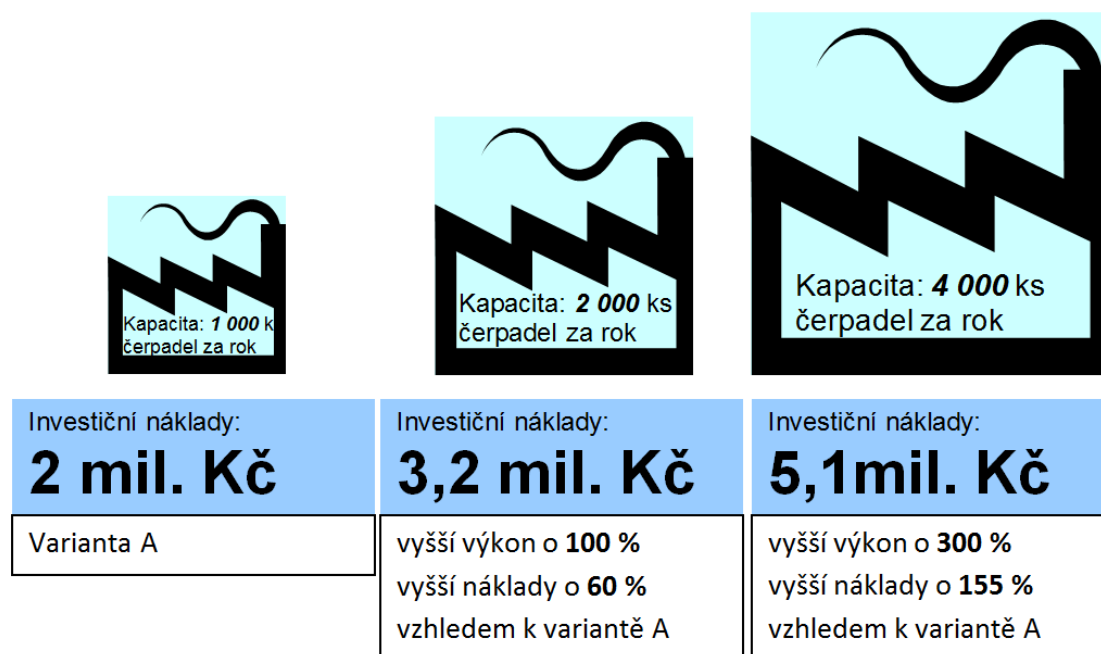 Kapacita: 1 000 k
čerpadel za rok
Kapacita: 2 000 ks
čerpadel za rok
Kapacita: 4 000 ks
čerpadel za rok
Investiční náklady:
2 mil. Kč
Varianta A
Investiční náklady:
3,2 mil. Kč
vyšší výkon o 100 %
vyšší náklady o 60 %
vzhledem k variantě A
Investiční náklady:
5,1mil. Kč
vyšší výkon o 300 %
vyšší náklady o 155 %
vzhledem k variantě A